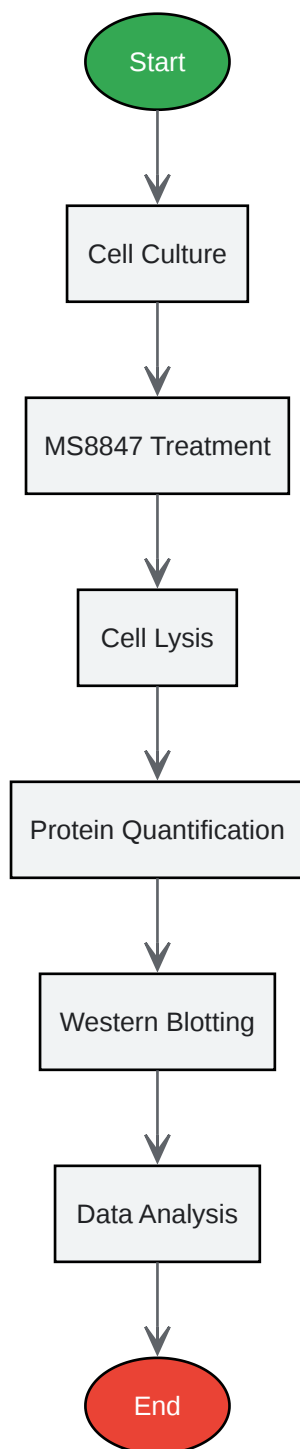 Start
Cell Culture
MS8847 Treatment
Cell Lysis
Protein Quantification
Western Blotting
Data Analysis
End